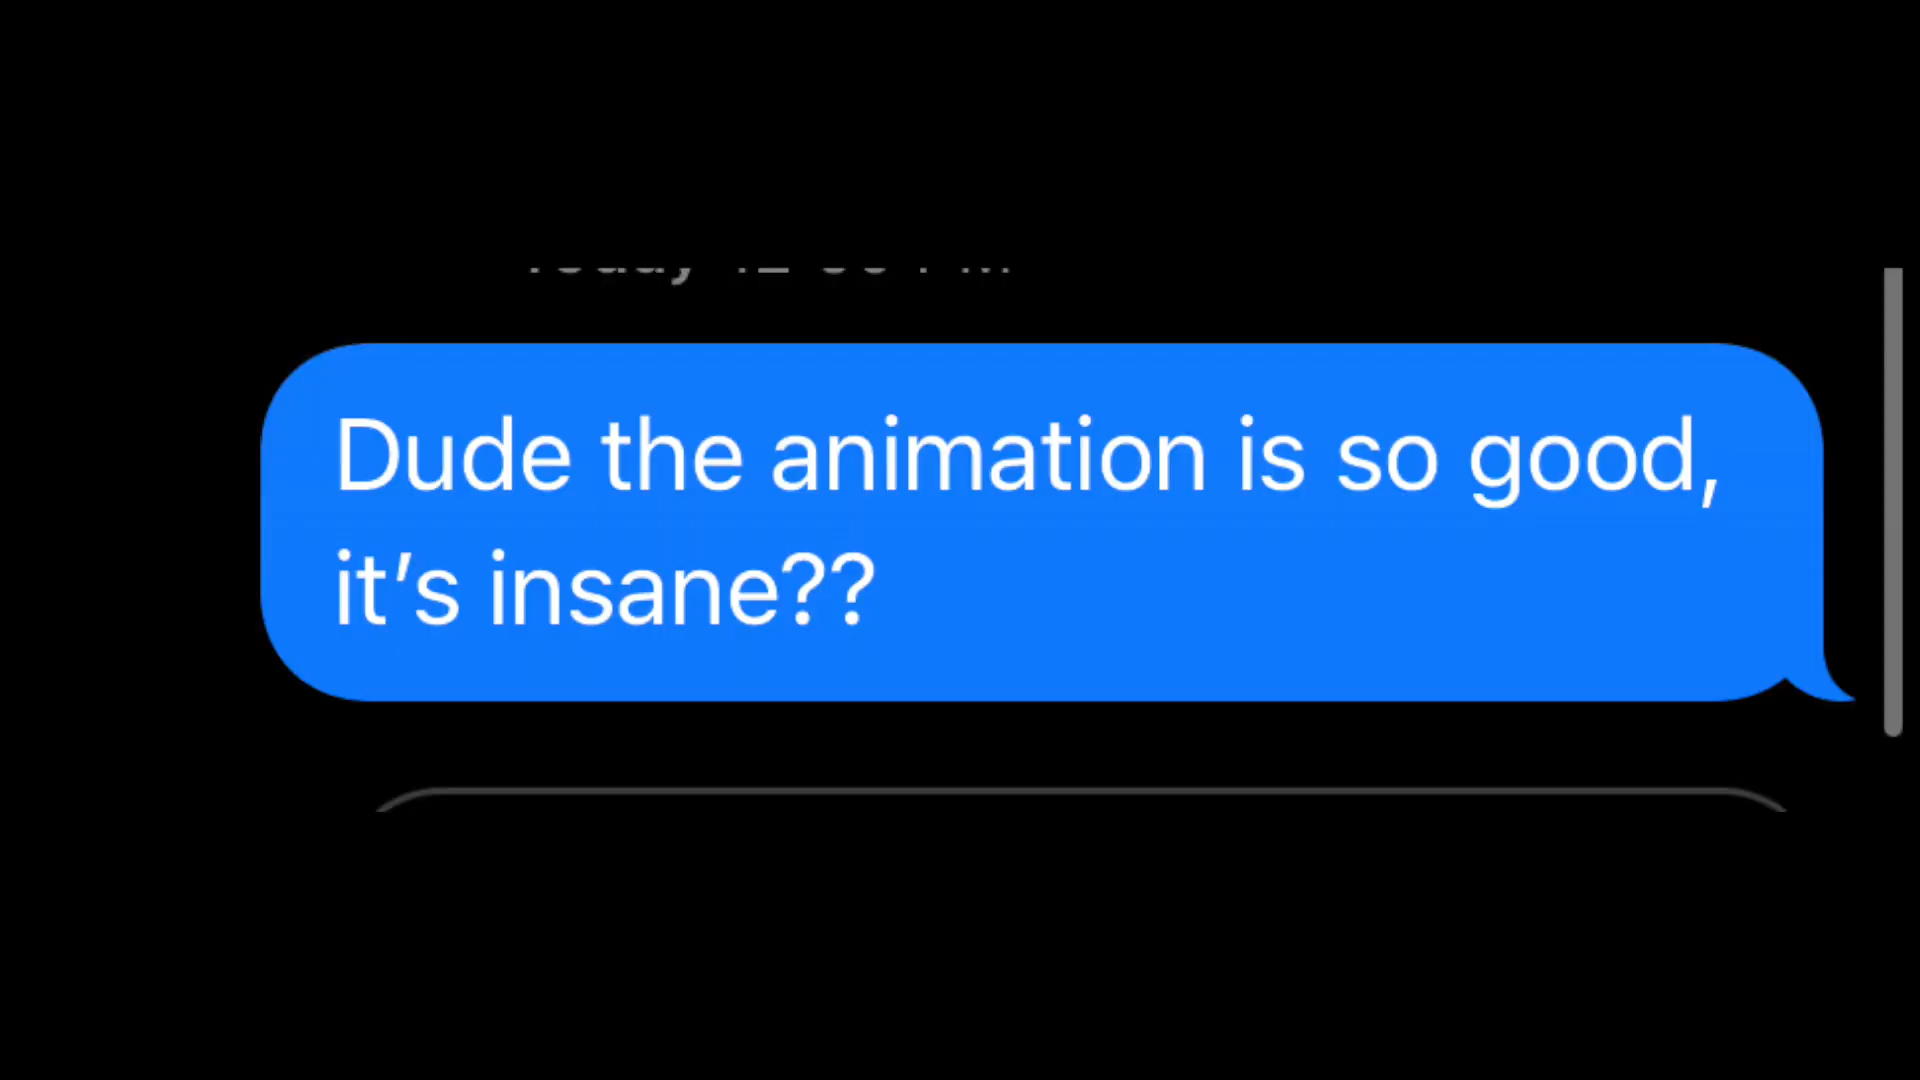 Dude the animation is so good,
it’s insane??